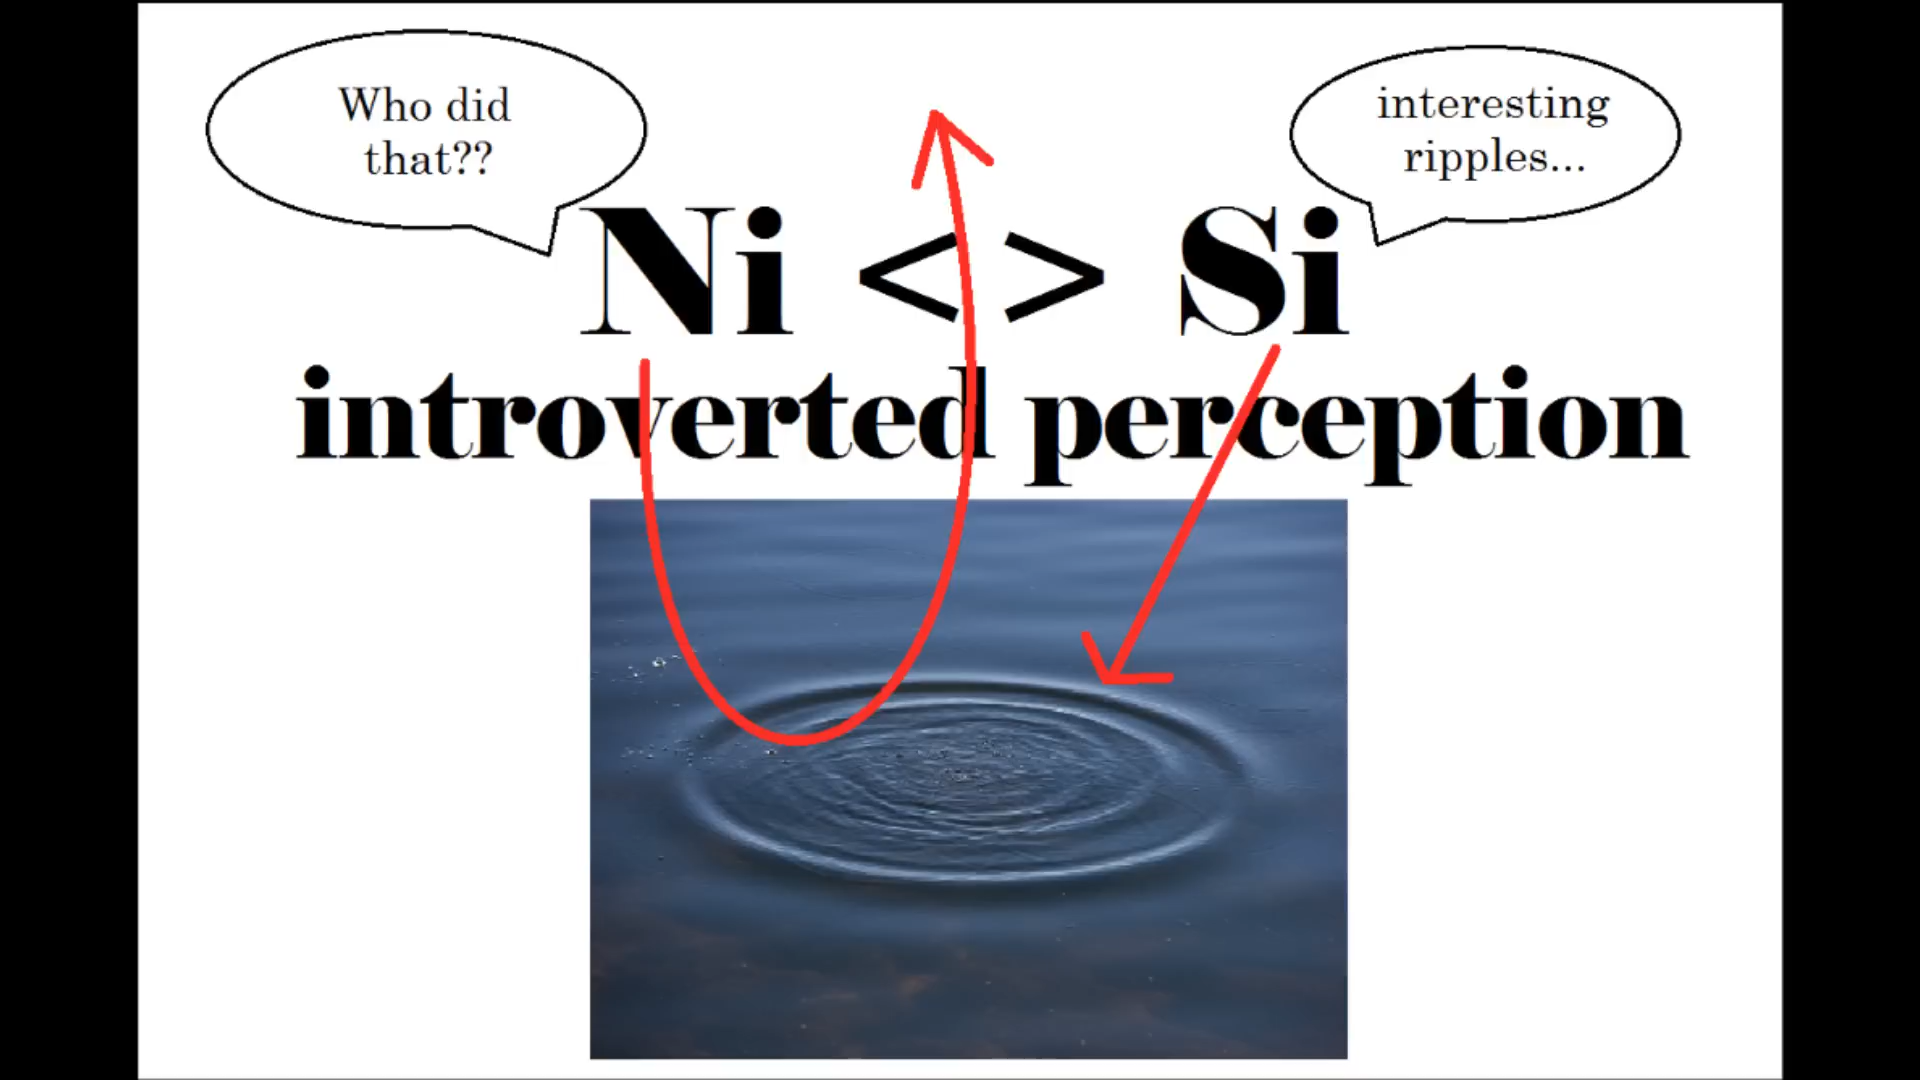 Who did
that??
interesting
ripples...
Ni <> Si
introverted perception